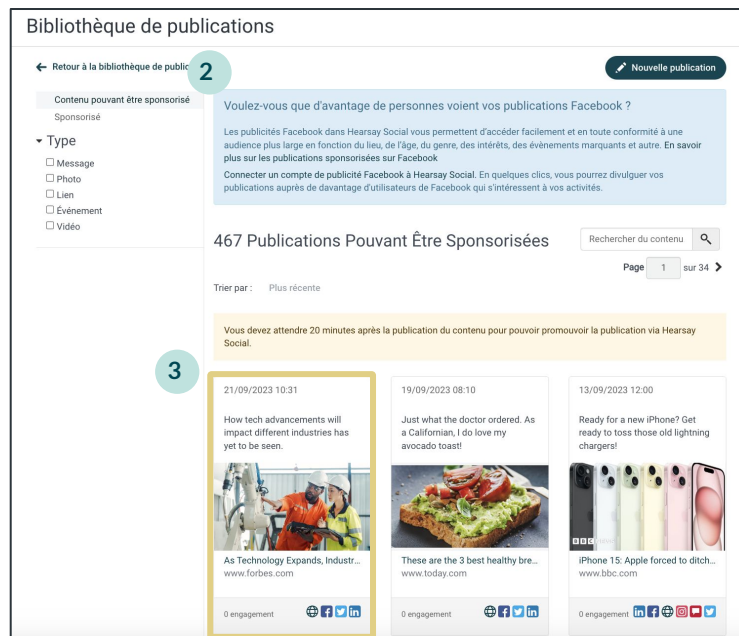 Bibliothèque de publications
Retour à la bibliothèque de public
2
Nouvelle publication
Contenu pouvant être sponsorisé
Sponsorisé
Type
Message
Photo
Lien
Événement
Vidéo
Voulez-vous que d'avantage de personnes voient vos publications Facebook ?
Les publicités Facebook dans Hearsay Social vous permettent d'accéder facilement et en toute conformité à une
audience plus large en fonction du lieu, de l'âge, du genre, des intérêts, des évènements marquants et autre. En savoir
plus sur les publications sponsorisées sur Facebook
Connecter un compte de publicité Facebook à Hearsay Social. En quelques clics, vous pourrez divulguer vos
publications auprès de davantage d'utilisateurs de Facebook qui s'intéressent à vos activités.
467 Publications Pouvant Être Sponsorisées
Rechercher du contenu
Page 1 sur 34
Trier par : Plus récente
Vous devez attendre 20 minutes après la publication du contenu pour pouvoir promouvoir la publication via Hearsay
Social.
3
21/09/2023 10:31
How tech advancements will
impact different industries has
yet to be seen.
As Technology Expands, Industr...
www.forbes.com
0 engagement
19/09/2023 08:10
Just what the doctor ordered. As
a Californian, I do love my
avocado toast!
These are the 3 best healthy bre...
www.today.com
0 engagement
13/09/2023 12:00
Ready for a new iPhone? Get
ready to toss those old lightning
chargers!
BBC
iPhone 15: Apple forced to ditch...
www.bbc.com
0 engagement